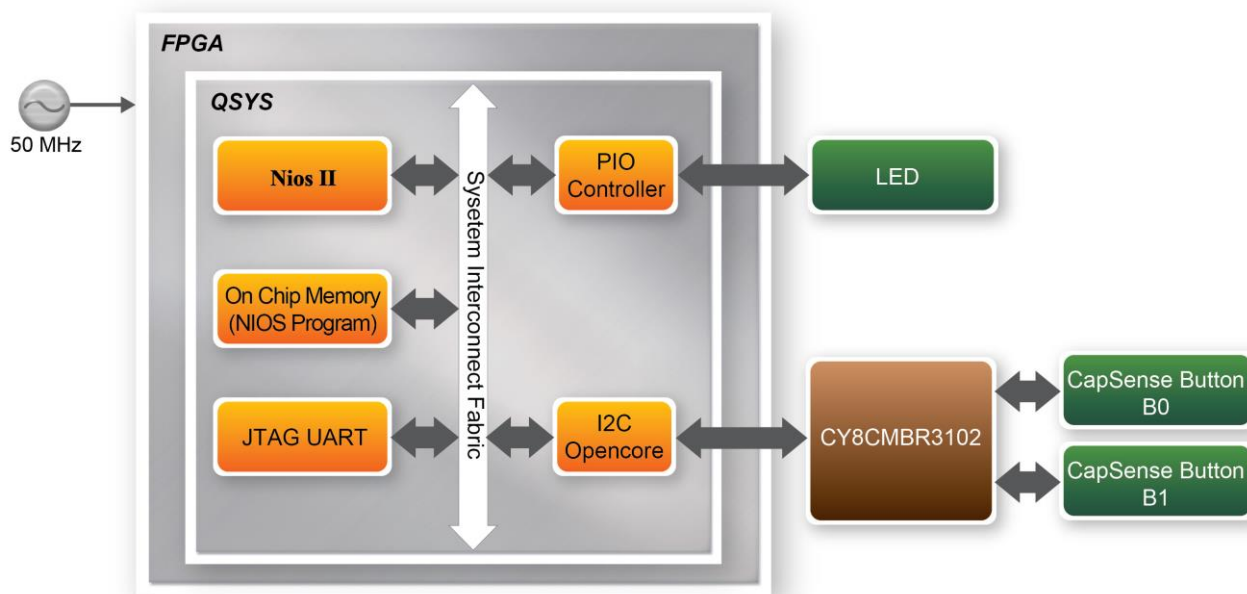 FPGA
QSYS
50 MHz
Nios II
PIO
Controller
LED
On Chip Memory
(NIOS Program)
Sysetem Interconnect Fabric
JTAG UART
I2C
Opencore
CY8CMBR3102
CapSense Button
B0
CapSense Button
B1